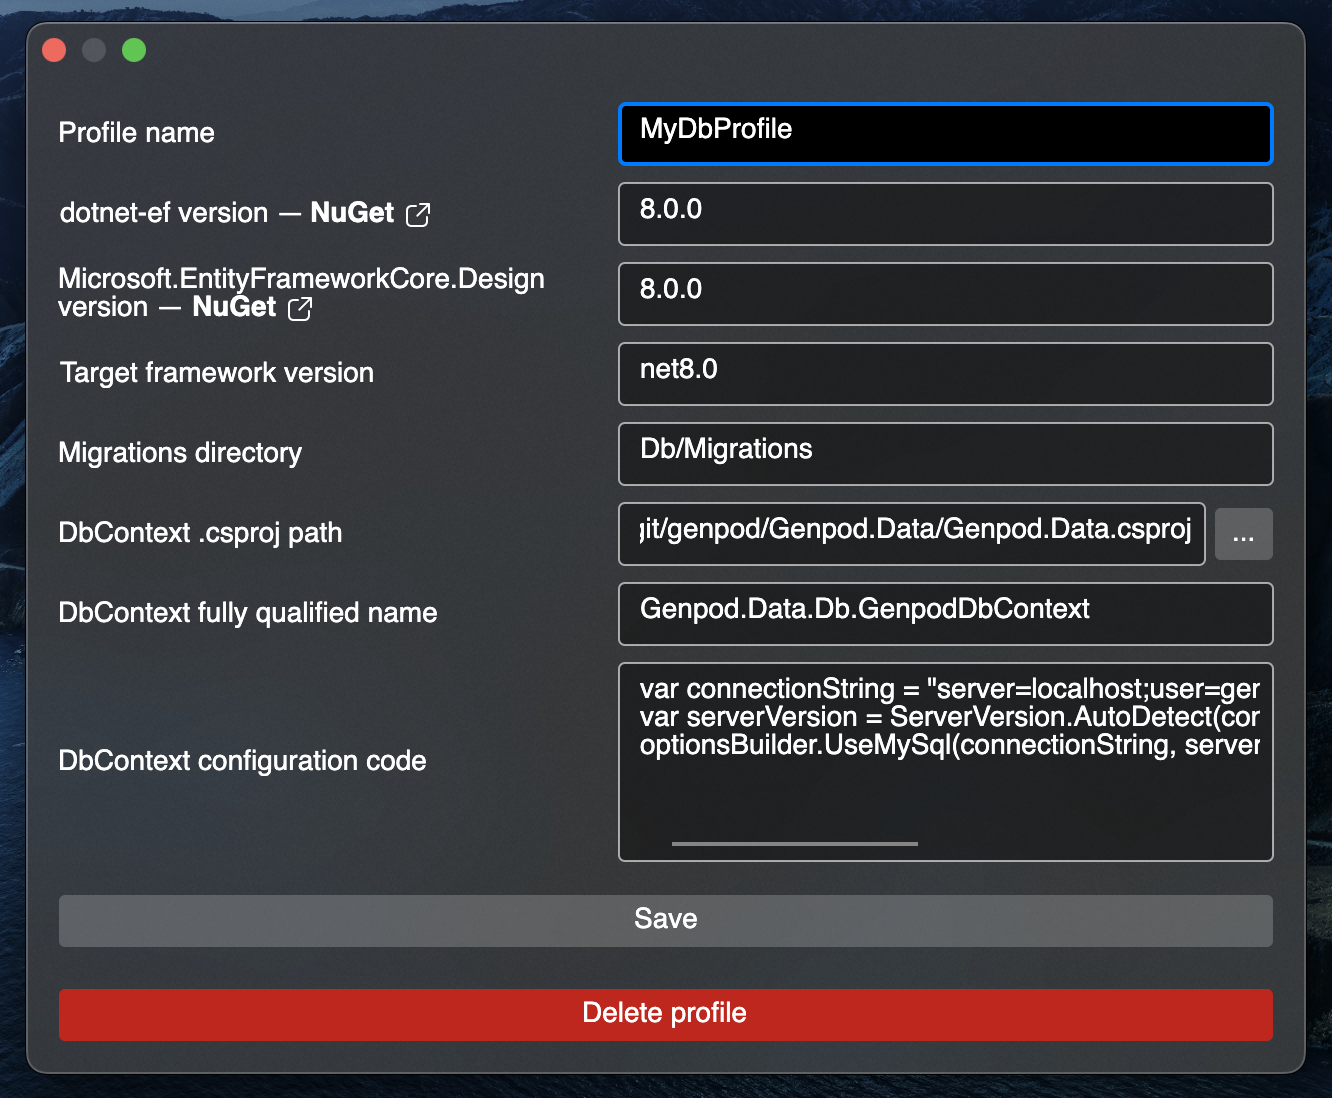 Profile name
MyDbProfile
dotnet-ef version — NuGet
8.0.0
Microsoft.EntityFrameworkCore.Design
version — NuGet
8.0.0
Target framework version
net8.0
Migrations directory
Db/Migrations
DbContext .csproj path
git/genpod/Genpod.Data/Genpod.Data.csproj
...
DbContext fully qualified name
Genpod.Data.Db.GenpodDbContext
DbContext configuration code
var connectionString = "server=localhost;user=ger
var serverVersion = ServerVersion.AutoDetect(cor
optionsBuilder.UseMySql(connectionString, server
Save
Delete profile